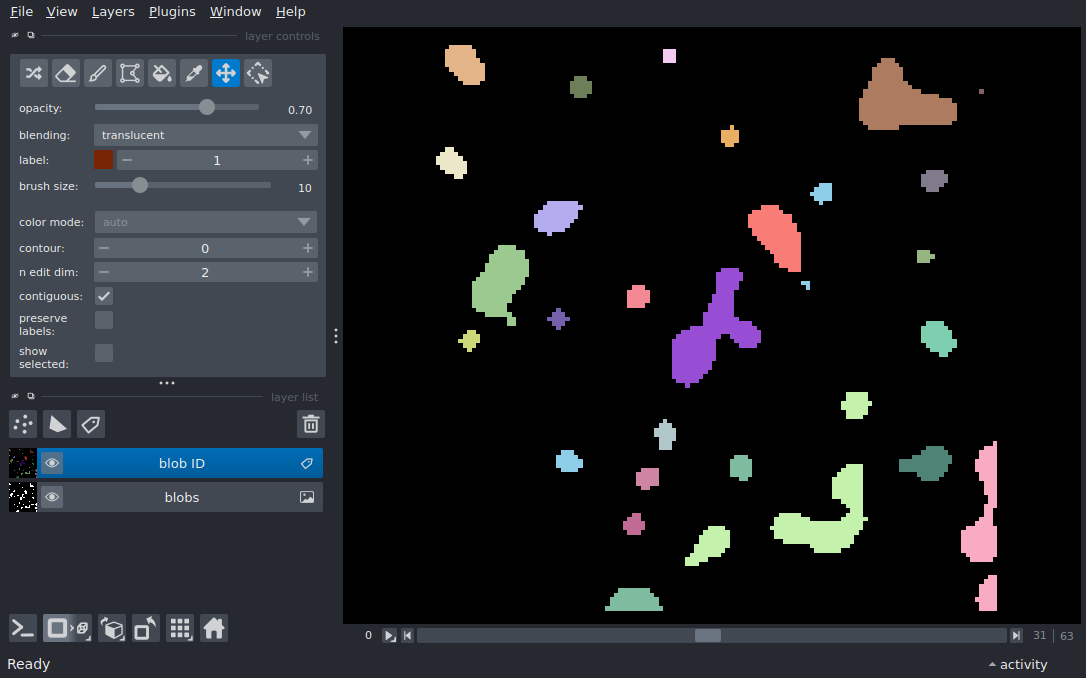 File View Layers Plugins Window Help
layer controls
opacity: 0.70
blending: translucent
label: 1
brush size: 10
color mode: auto
contour: 0
n edit dim: 2
contiguous:
preserve
labels:
show
selected:
layer list
blob ID
blobs
0 31 | 63
Ready activity